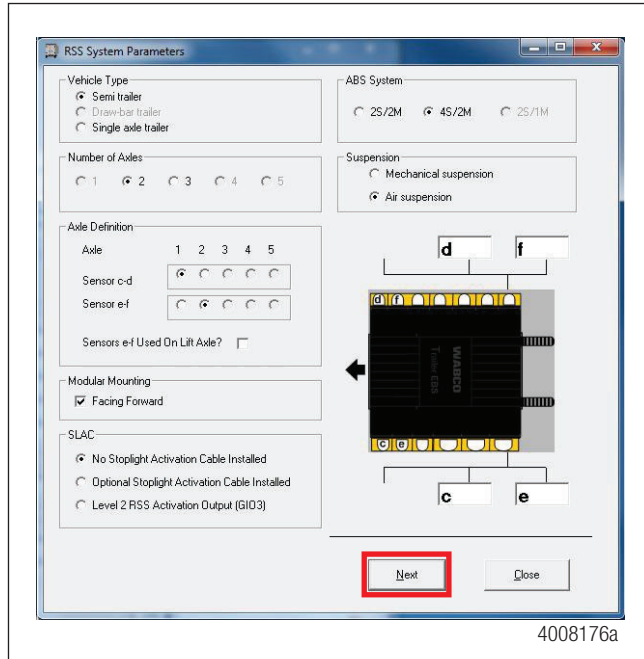 RSS System Parameters
Vehicle Type
Semi trailer
Draw-bar trailer
Single axle trailer
ABS System
2S/2M 4S/2M 2S/1M
Number of Axles
1 2 3 4 5
Suspension
Mechanical suspension
Air suspension
Axle Definition
Axle 1 2 3 4 5
Sensor c-d
Sensor e-f
Sensors e-f Used On Lift Axle?
Modular Mounting
Facing Forward
SLAC
No Stoplight Activation Cable Installed
Optional Stoplight Activation Cable Installed
Level 2 RSS Activation Output (GIO3)
d f
d f
WABCO
Trailer EBS
c e
c e
Next Close
4008176a